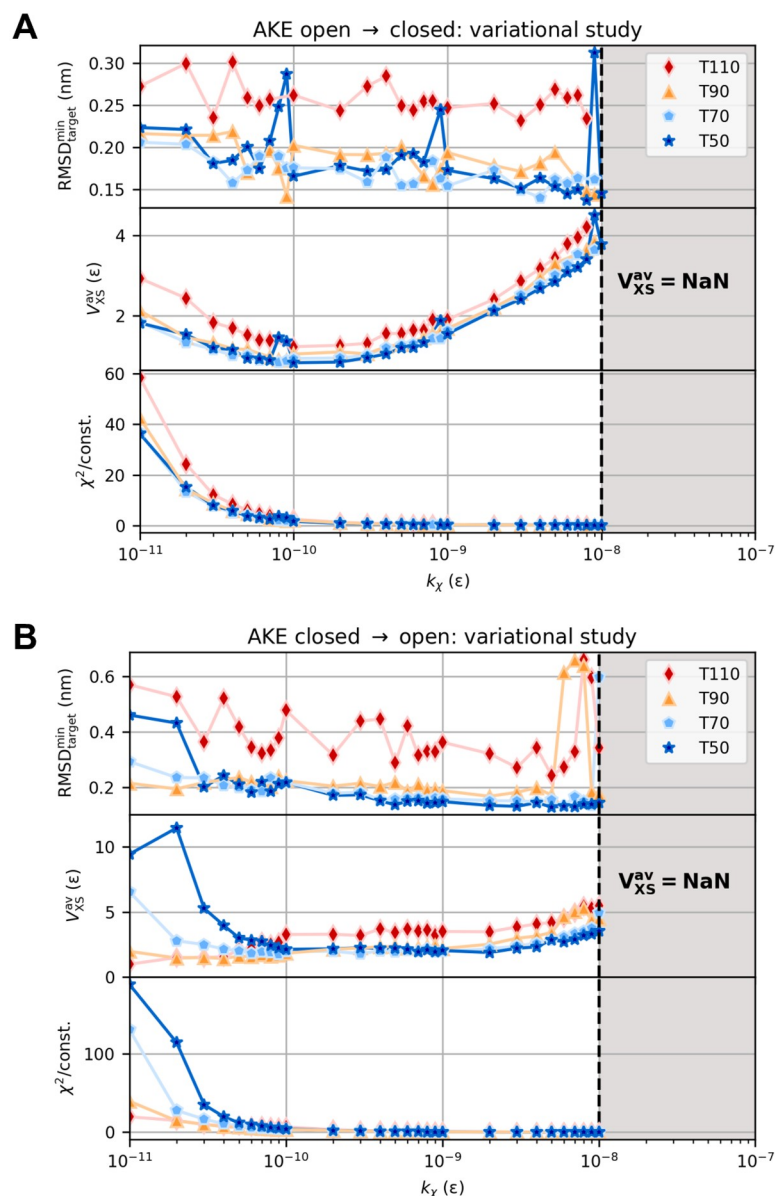 A
AKE open → closed: variational study
RMSD^min_target (nm)
0.30
0.25
0.20
0.15
T110
T90
T70
T50
V^av_XS (ε)
4
2
V^av_XS = NaN
χ²/const.
60
40
20
0
10⁻¹¹ 10⁻¹⁰ 10⁻⁹ 10⁻⁸ 10⁻⁷
k_χ (ε)
B
AKE closed → open: variational study
RMSD^min_target (nm)
0.6
0.4
0.2
T110
T90
T70
T50
V^av_XS (ε)
10
5
0
V^av_XS = NaN
χ²/const.
100
0
10⁻¹¹ 10⁻¹⁰ 10⁻⁹ 10⁻⁸ 10⁻⁷
k_χ (ε)